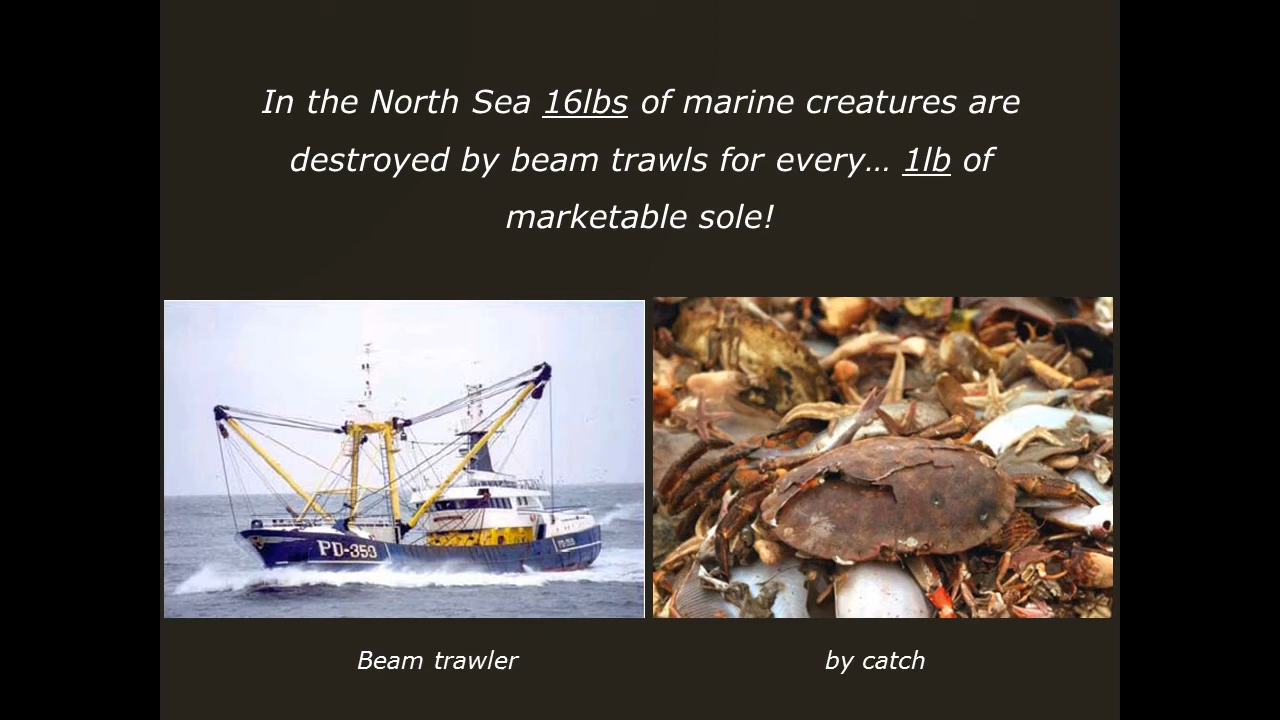 In the North Sea 16lbs of marine creatures are
destroyed by beam trawls for every… 1lb of
marketable sole!
PD-359
Beam trawler
by catch